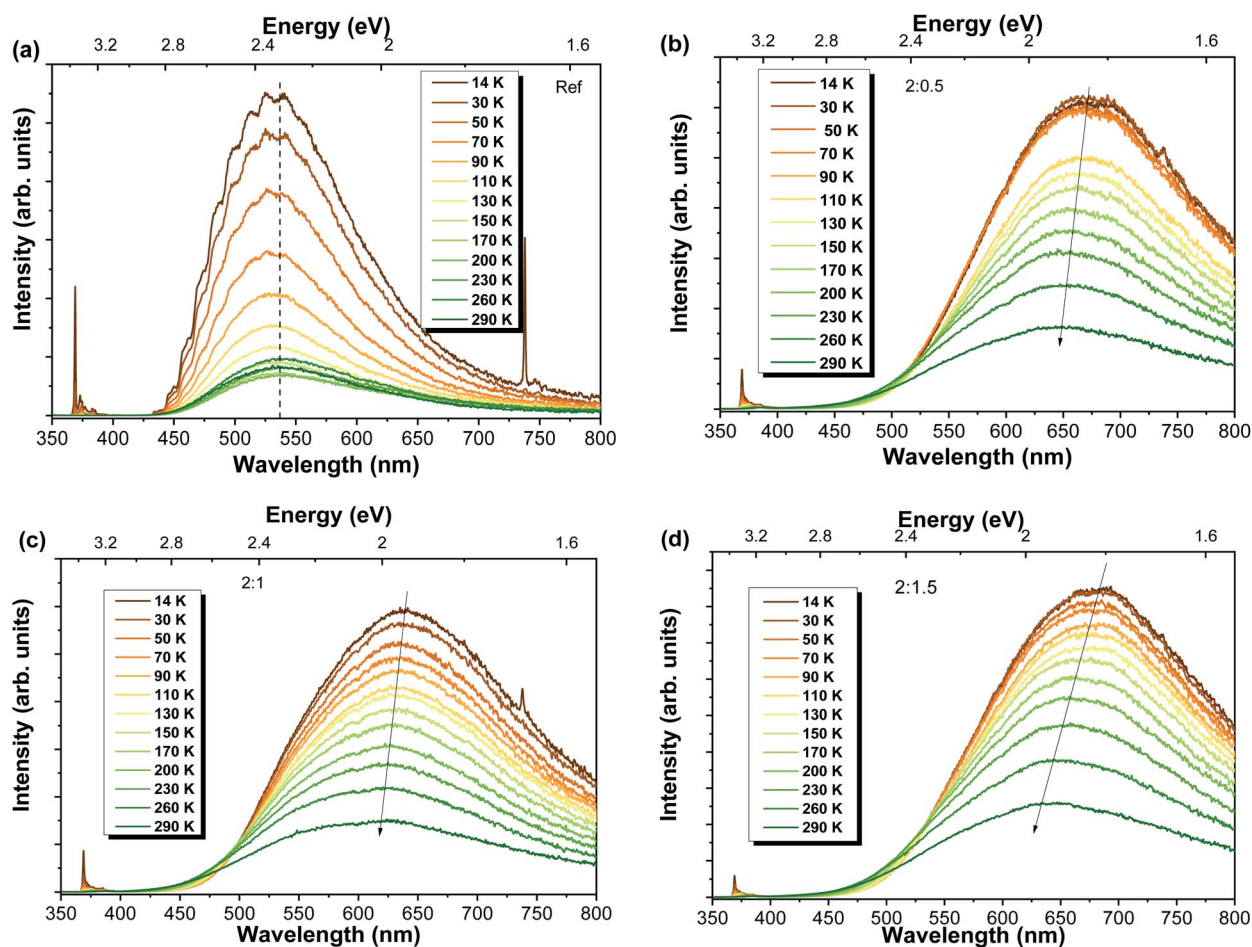 Energy (eV)
(a)
3.2 2.8 2.4 2 1.6
Ref
14 K
30 K
50 K
70 K
90 K
110 K
130 K
150 K
170 K
200 K
230 K
260 K
290 K
Intensity (arb. units)
350 400 450 500 550 600 650 700 750 800
Wavelength (nm)
Energy (eV)
(b)
3.2 2.8 2.4 2 1.6
2:0.5
14 K
30 K
50 K
70 K
90 K
110 K
130 K
150 K
170 K
200 K
230 K
260 K
290 K
Intensity (arb. units)
350 400 450 500 550 600 650 700 750 800
Wavelength (nm)
Energy (eV)
(c)
3.2 2.8 2.4 2 1.6
2:1
14 K
30 K
50 K
70 K
90 K
110 K
130 K
150 K
170 K
200 K
230 K
260 K
290 K
Intensity (arb. units)
350 400 450 500 550 600 650 700 750 800
Wavelength (nm)
Energy (eV)
(d)
3.2 2.8 2.4 2 1.6
2:1.5
14 K
30 K
50 K
70 K
90 K
110 K
130 K
150 K
170 K
200 K
230 K
260 K
290 K
Intensity (arb. units)
350 400 450 500 550 600 650 700 750 800
Wavelength (nm)